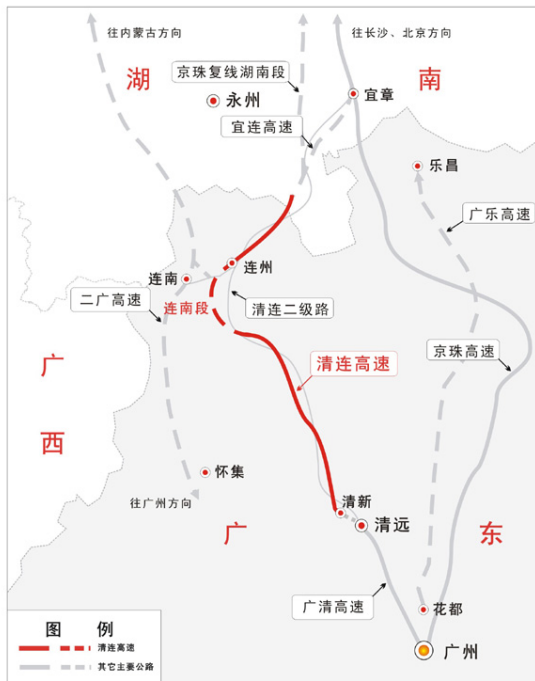 往内蒙古方向
往长沙、北京方向
湖
京珠复线湖南段
南
永州
宜章
宜连高速
乐昌
广乐高速
连州
连南
二广高速
连南段
清连二级路
京珠高速
清连高速
广
西
怀集
往广州方向
清新
清远
广
东
广清高速
花都
广州
图 例
清连高速
其它主要公路